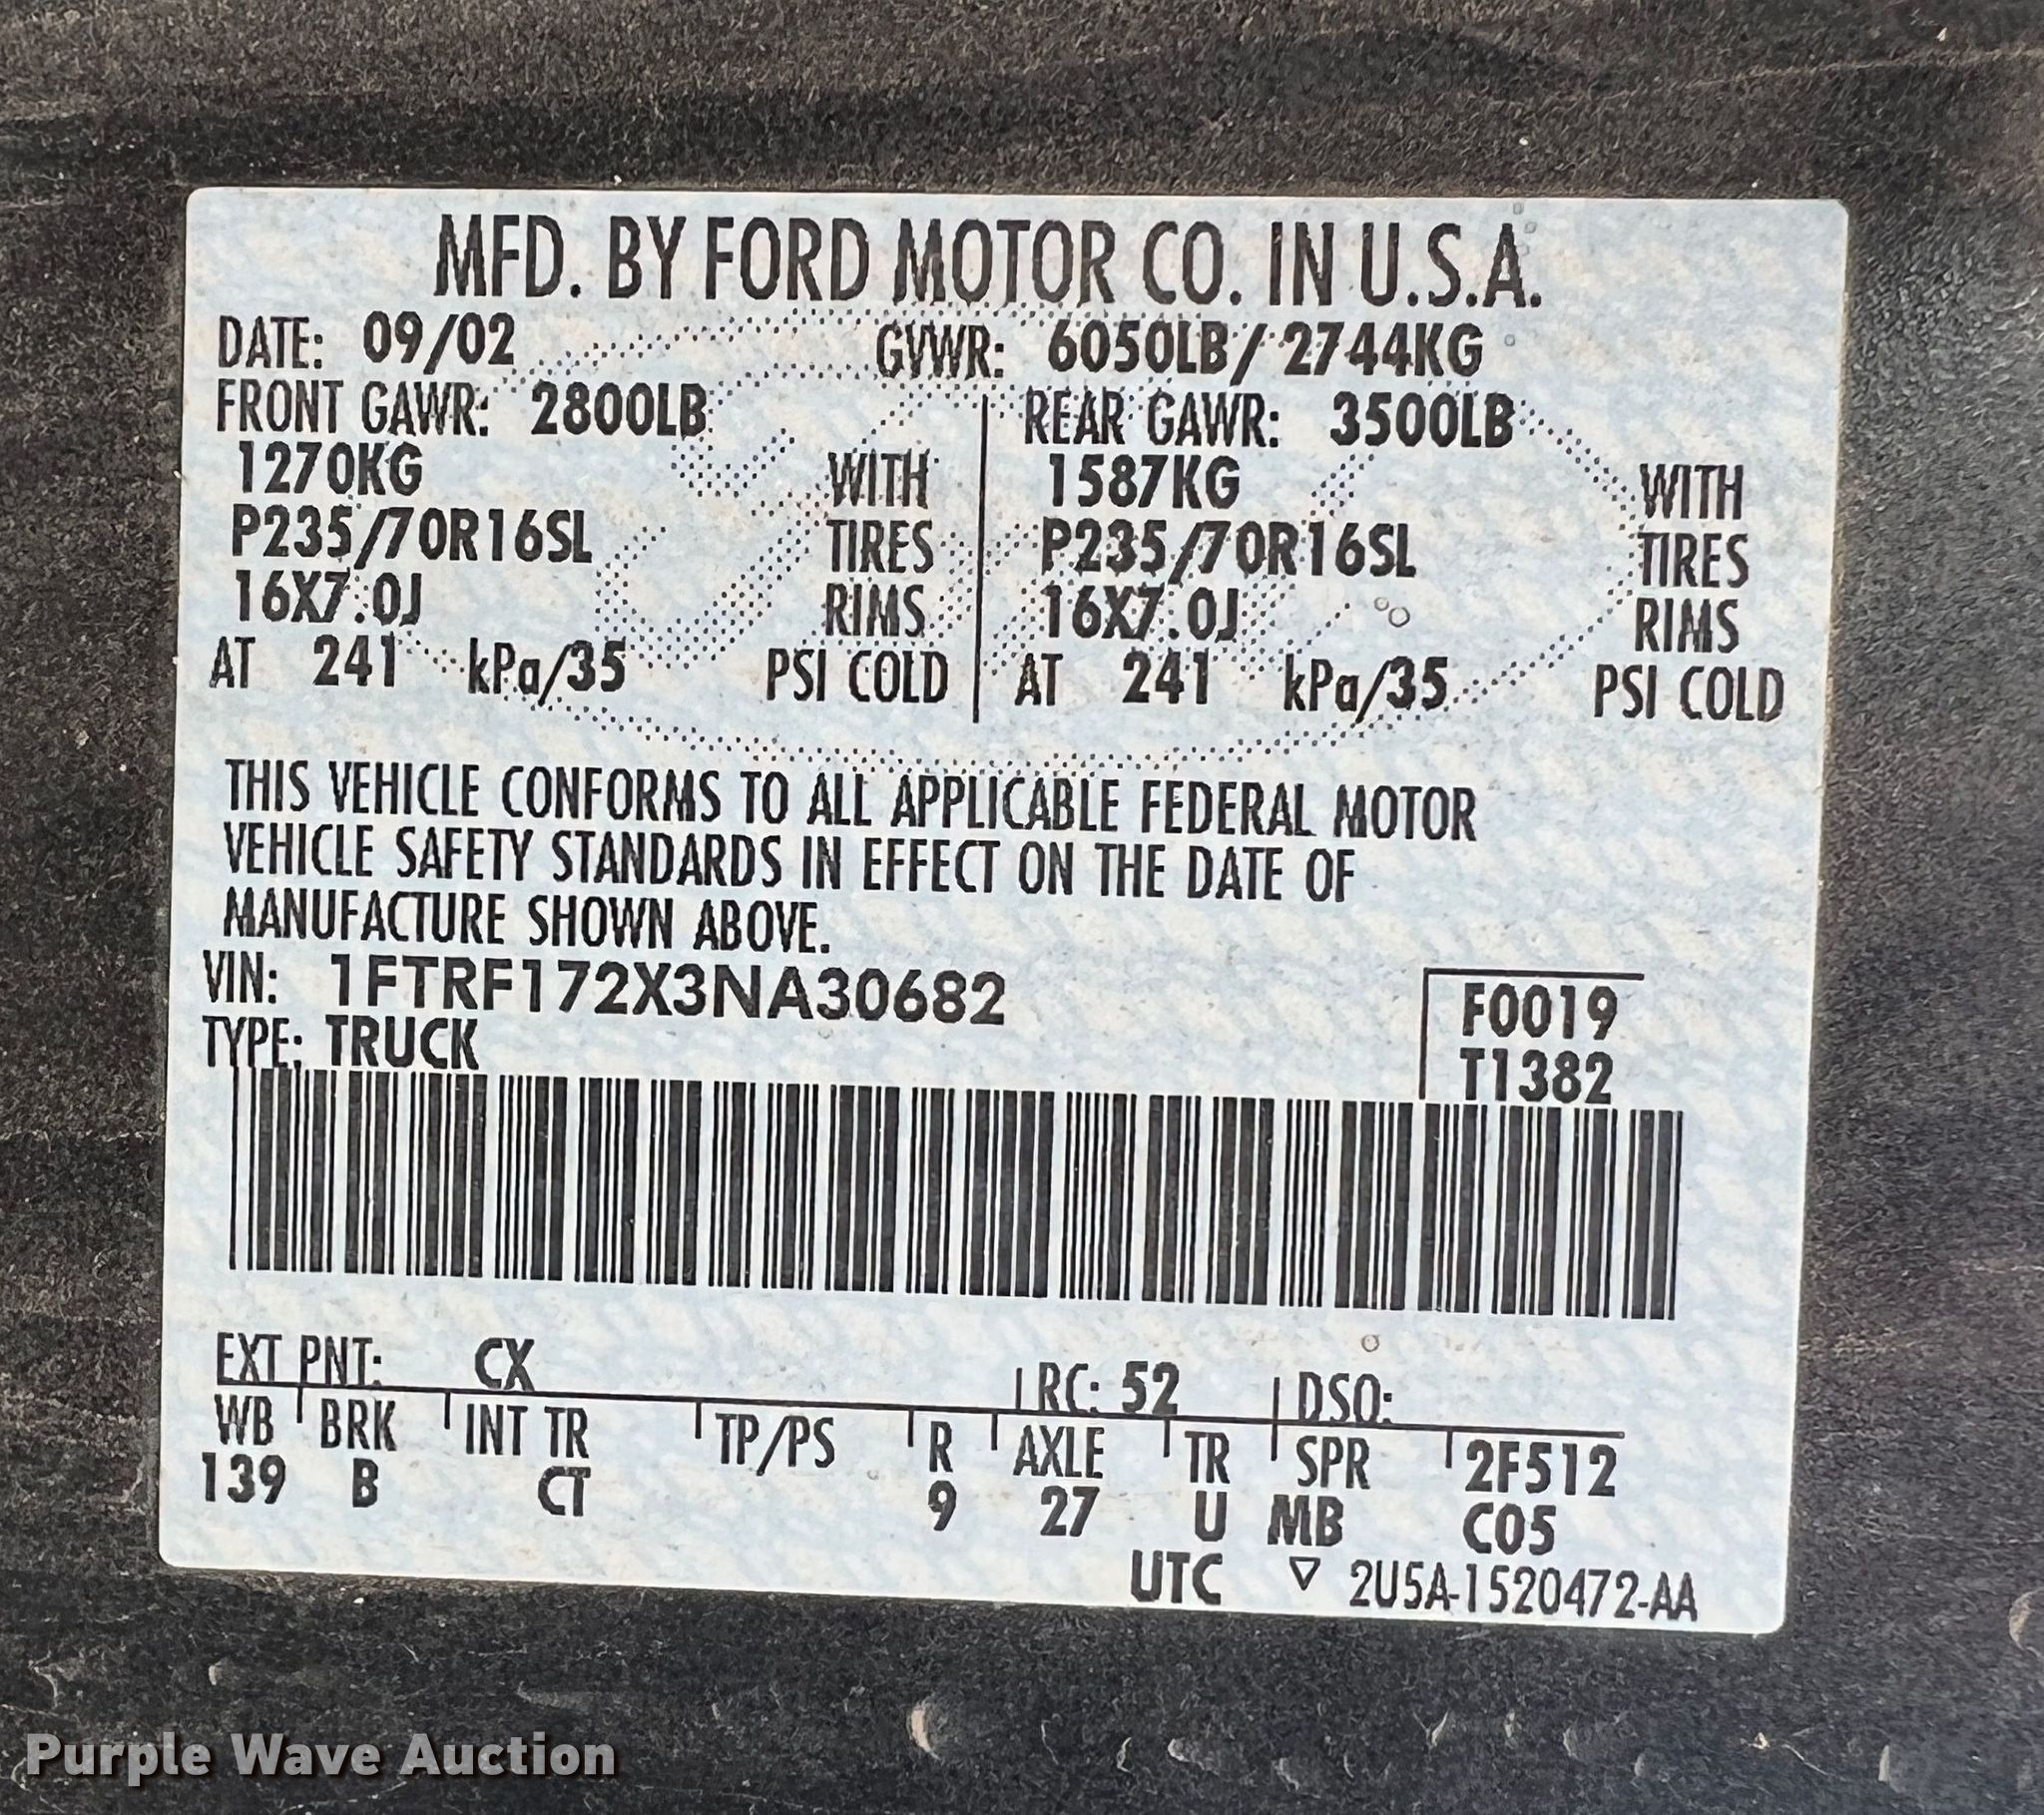 MFD. BY FORD MOTOR CO. IN U.S.A.
DATE: 09/02 GVWR: 6050LB/ 2744KG
FRONT GAWR: 2800LB REAR GAWR: 3500LB
1270KG WITH 1587KG WITH
P235/70R16SL TIRES P235/70R16SL TIRES
16X7.0J RIMS 16X7.0J RIMS
AT 241 kPa/35 PSI COLD AT 241 kPa/35 PSI COLD
THIS VEHICLE CONFORMS TO ALL APPLICABLE FEDERAL MOTOR
VEHICLE SAFETY STANDARDS IN EFFECT ON THE DATE OF
MANUFACTURE SHOWN ABOVE.
VIN: 1FTRF172X3NA30682 F0019
TYPE: TRUCK T1382
EXT PNT: CX RC: 52 DSO:
WB BRK INT TR TP/PS R AXLE TR SPR 2F512
139 B CT 9 27 U MB C05
UTC ▽ 2U5A-1520472-AA
Purple Wave Auction